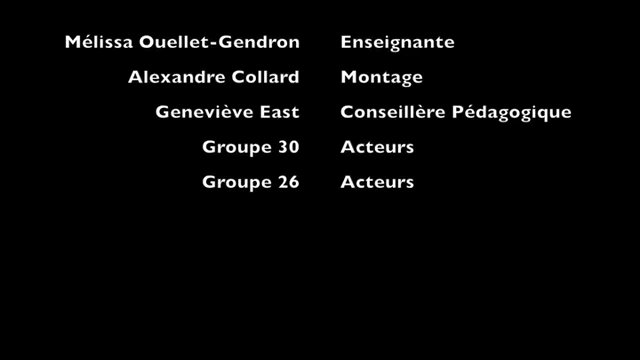 Mélissa Ouellet-Gendron Enseignante
Alexandre Collard Montage
Geneviève East Conseillère Pédagogique
Groupe 30 Acteurs
Groupe 26 Acteurs